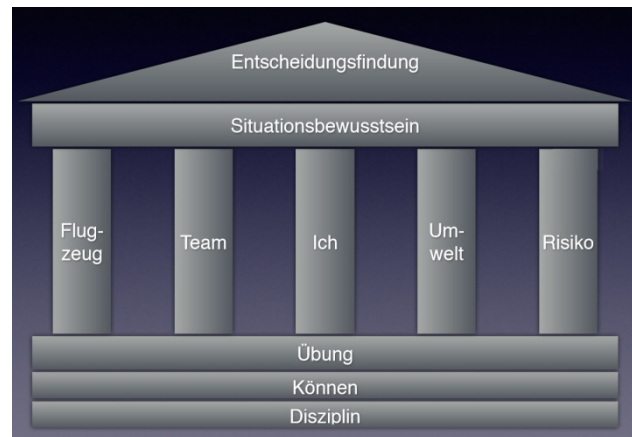 Entscheidungsfindung
Situationsbewusstsein
Flug-
zeug
Team
Ich
Um-
welt
Risiko
Übung
Können
Disziplin